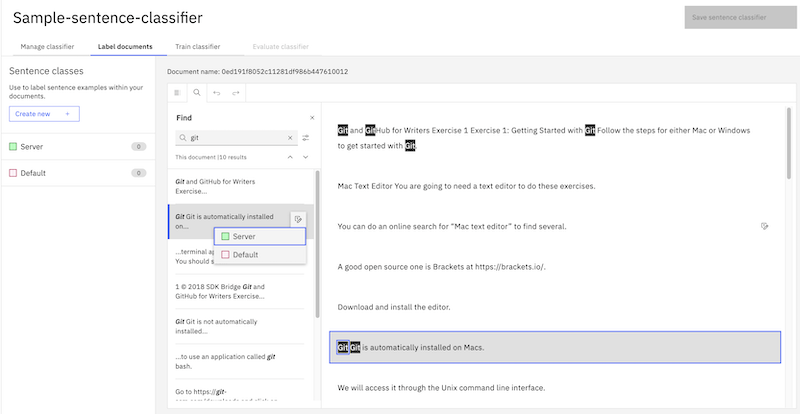 Sample-sentence-classifier
Save sentence classifier
Manage classifier
Label documents
Train classifier
Evaluate classifier
Sentence classes
Use to label sentence examples within your
documents.
Create new +
Server 0
Default 0
Document name: 0ed191f8052c11281df986b447610012
Find
git
This document |10 results
Git and GitHub for Writers
Exercise...
Git Git is automatically installed
on...
Server
Default
...terminal ap
You should s
1 © 2018 SDK Bridge Git and
GitHub for Writers Exercise...
Git Git is not automatically
installed...
...to use an application called git
bash.
Go to https://git-
Git and GitHub for Writers Exercise 1 Exercise 1: Getting Started with Git Follow the steps for either Mac or Windows
to get started with Git
Mac Text Editor You are going to need a text editor to do these exercises.
You can do an online search for “Mac text editor” to find several.
A good open source one is Brackets at https://brackets.io/.
Download and install the editor.
Git Git is automatically installed on Macs.
We will access it through the Unix command line interface.